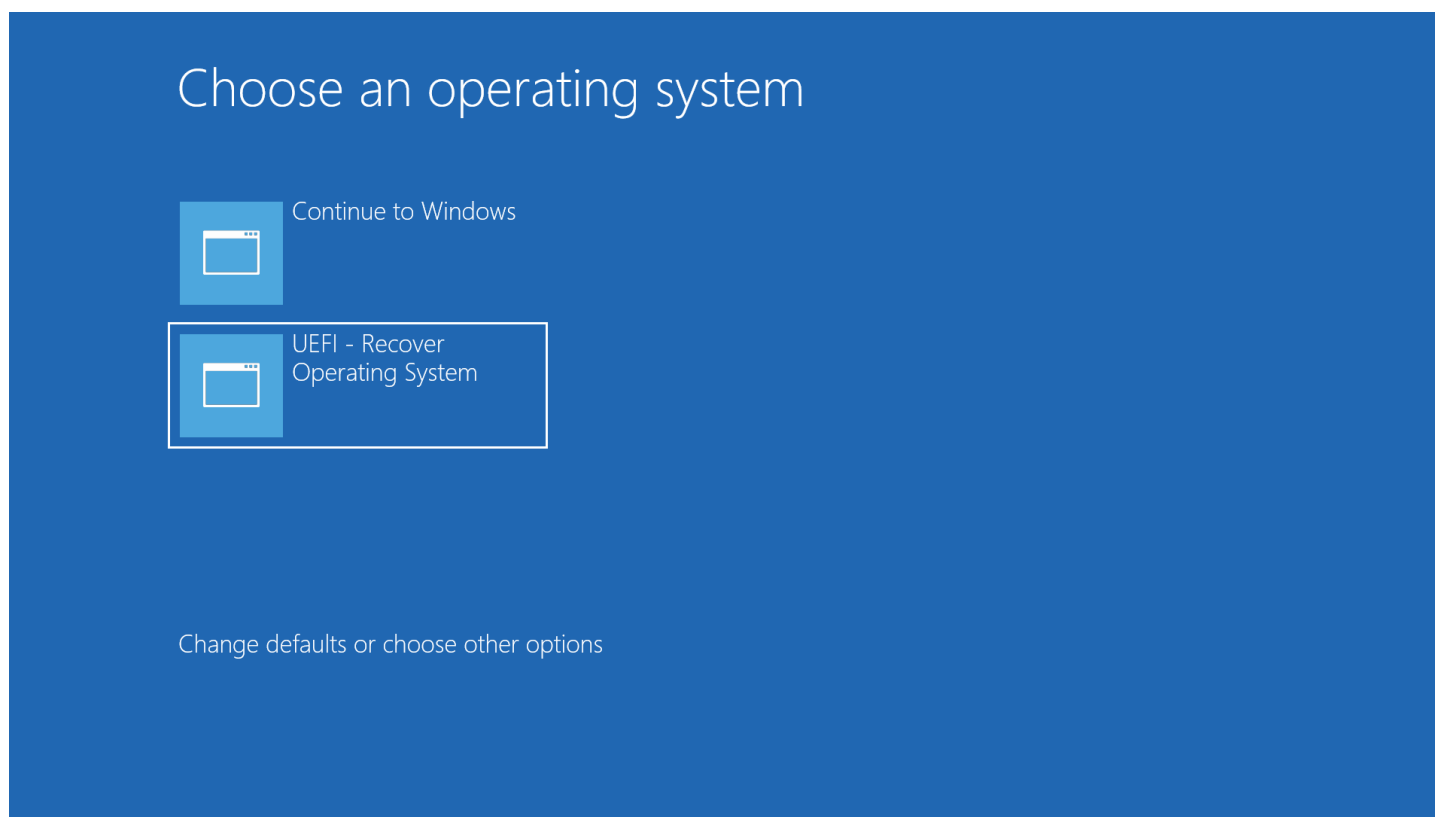 Choose an operating system
Continue to Windows
UEFI - Recover
Operating System
Change defaults or choose other options